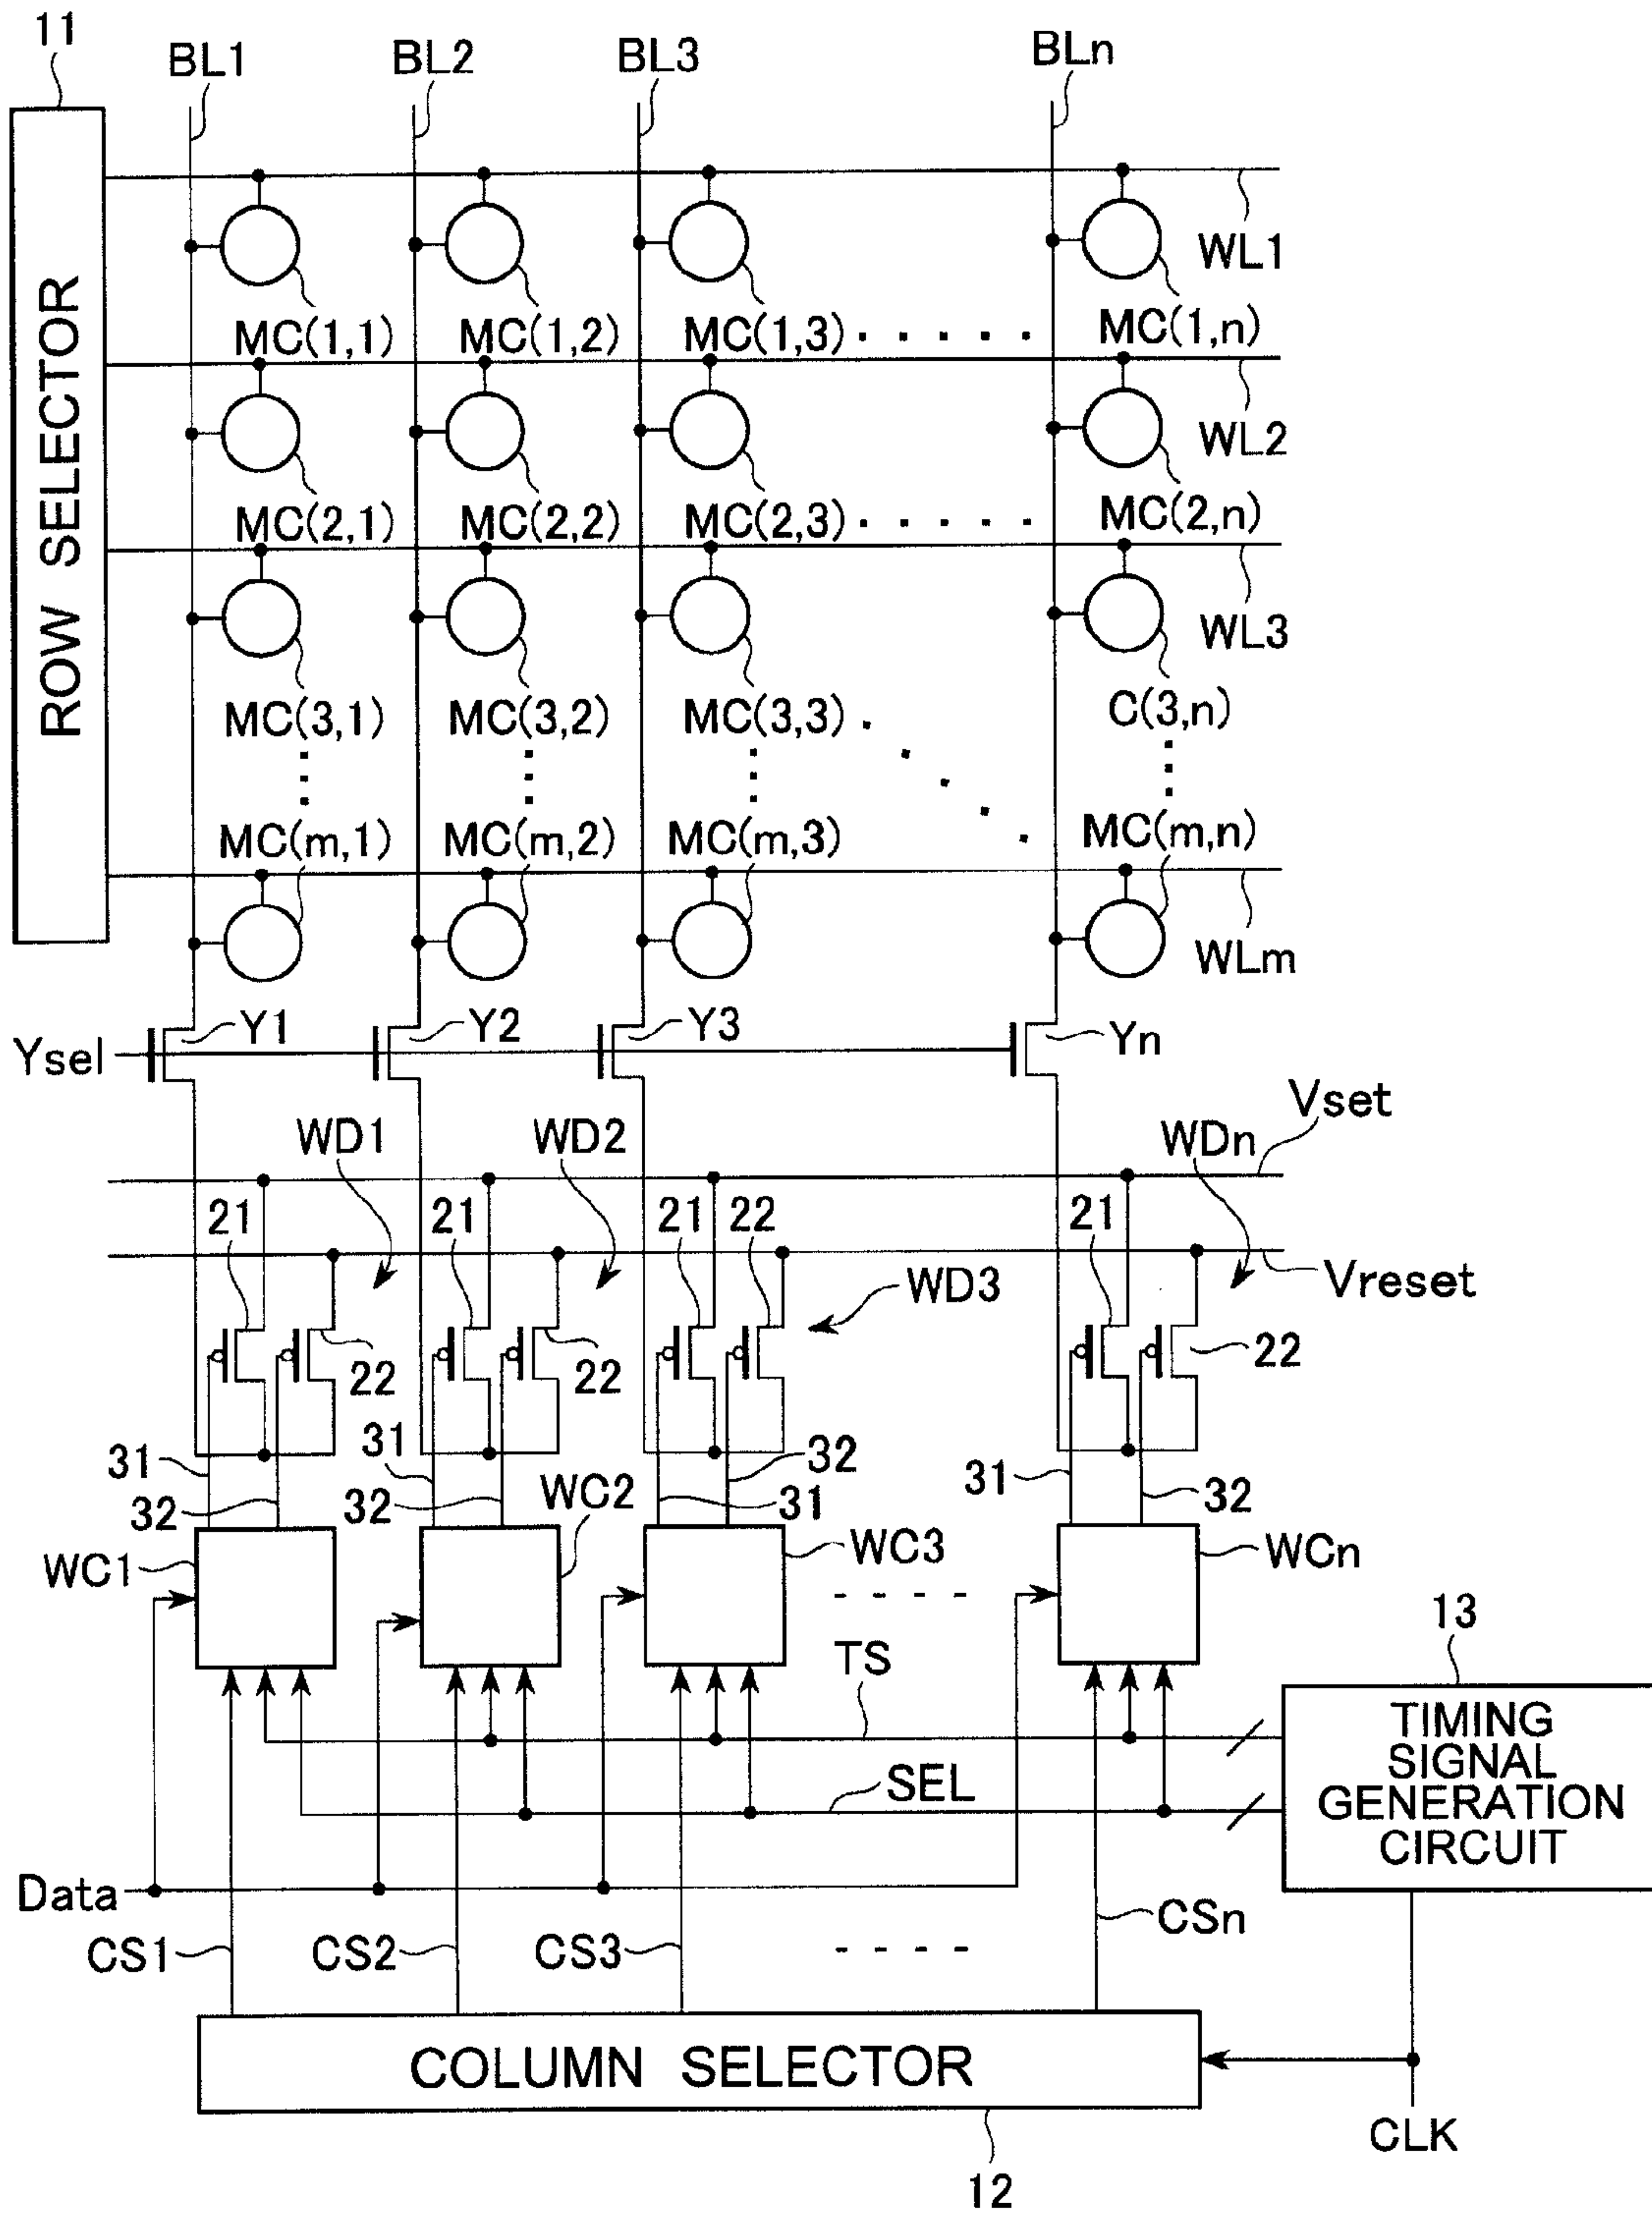 11
BL1
BL2
BL3
BLn
ROW SELECTOR
WL1
MC(1,1)
MC(1,2)
MC(1,3)
MC(1,n)
WL2
MC(2,1)
MC(2,2)
MC(2,3)
MC(2,n)
WL3
MC(3,1)
MC(3,2)
MC(3,3)
C(3,n)
MC(m,1)
MC(m,2)
MC(m,3)
MC(m,n)
WLm
Ysel
Y1
Y2
Y3
Yn
Vset
WD1
WD2
WDn
21
21
21
22
21
Vreset
WD3
22
22
22
31
31
32
31
32
32
WC2
31
32
WC1
WC3
WCn
13
TS
TIMING
SIGNAL
GENERATION
CIRCUIT
SEL
Data
CS1
CS2
CS3
CSn
COLUMN SELECTOR
CLK
12